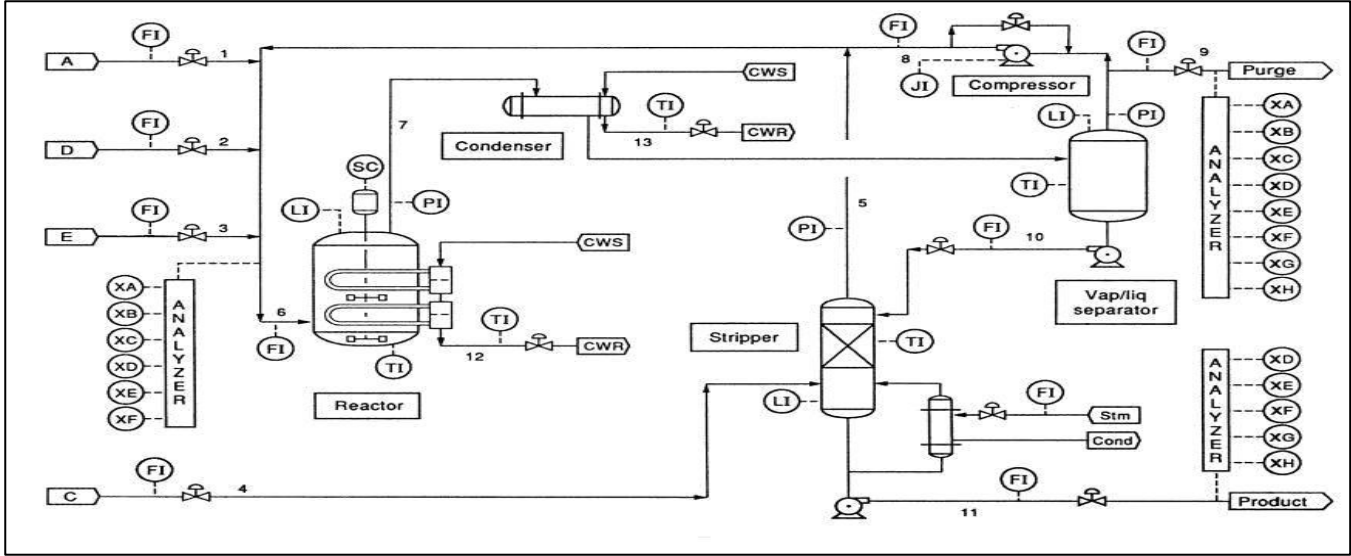 FI
1
A
FI
2
D
FI
3
E
XA
XB
XC
XD
XE
XF
ANALYZER
6
FI
LI
SC
PI
7
CWS
TI
12
CWR
TI
Reactor
FI
4
C
CWS
TI
13
CWR
Condenser
FI
8
JI
Compressor
5
PI
FI
10
Stripper
TI
LI
FI
Stm
Cond
FI
11
Product
LI
PI
TI
Vap/liq
separator
FI
9
Purge
ANALYZER
XA
XB
XC
XD
XE
XF
XG
XH
ANALYZER
XD
XE
XF
XG
XH